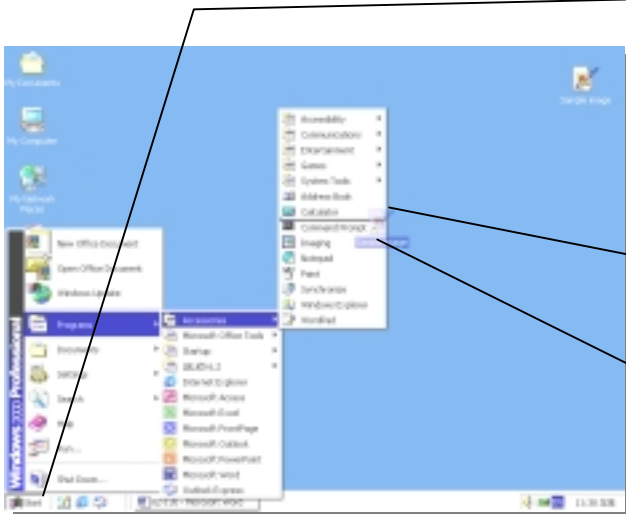 My Documents
My Computer
My Network
Places
Sample Image
Accessibility
Communications
Entertainment
Games
System Tools
Address Book
Calculator
Command Prompt
Imaging
Notepad
Paint
Synchronize
Windows Explorer
WordPad
New Office Document
Open Office Document
Windows Update
Programs
Documents
Settings
Search
Help
Run...
Shut Down...
Windows 2000 Professional
Accessories
Microsoft Office Tools
Startup
Internet Explorer
Microsoft Access
Microsoft Excel
Microsoft FrontPage
Microsoft Outlook
Microsoft PowerPoint
Microsoft Word
Outlook Express
Start
Microsoft Word